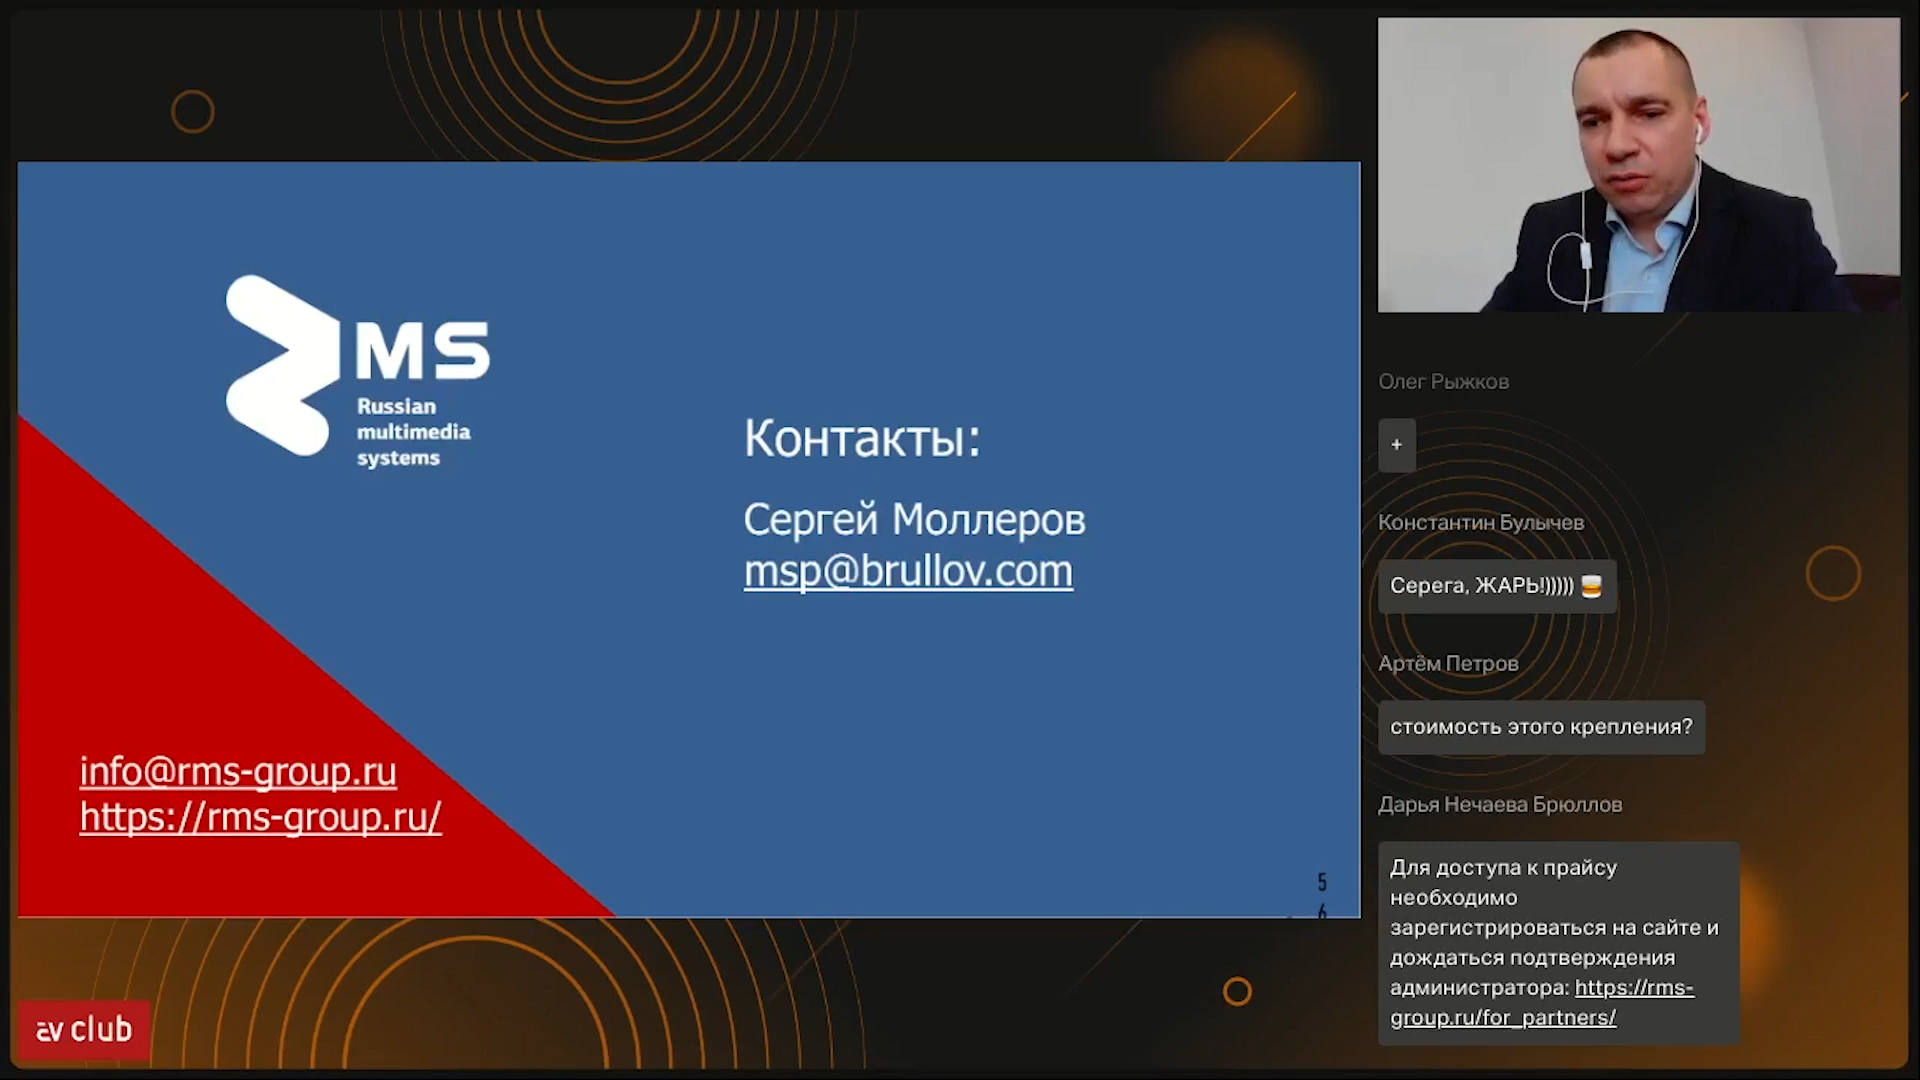 MS
Russian
multimedia
systems
Контакты:
Сергей Моллеров
msp@brullov.com
info@rms-group.ru
https://rms-group.ru/
5
6
av club
Олег Рыжков
+
Константин Булычев
Серега, ЖАРЬ!))))) 🥃
Артём Петров
стоимость этого крепления?
Дарья Нечаева Брюллов
Для доступа к прайсу
необходимо
зарегистрироваться на сайте и
дождаться подтверждения
администратора: https://rms-
group.ru/for_partners/